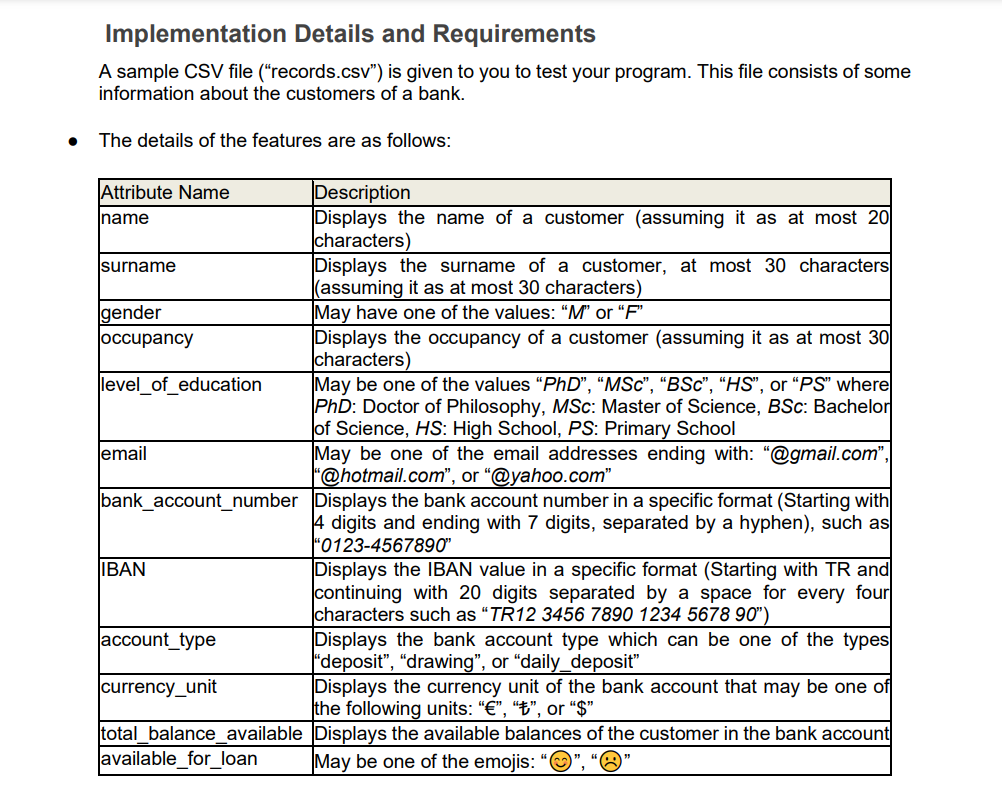 Implementation Details and Requirements
A sample CSV file (“records.csv”) is given to you to test your program. This file consists of some
information about the customers of a bank.
● The details of the features are as follows:
Attribute Name Description
name Displays the name of a customer (assuming it as at most 20
characters)
surname Displays the surname of a customer, at most 30 characters
(assuming it as at most 30 characters)
gender May have one of the values: “M” or “F”
occupancy Displays the occupancy of a customer (assuming it as at most 30
characters)
level_of_education May be one of the values “PhD”, “MSc”, “BSc”, “HS”, or “PS” where
PhD: Doctor of Philosophy, MSc: Master of Science, BSc: Bachelor
of Science, HS: High School, PS: Primary School
email May be one of the email addresses ending with: “@gmail.com”,
“@hotmail.com”, or “@yahoo.com”
bank_account_number Displays the bank account number in a specific format (Starting with
4 digits and ending with 7 digits, separated by a hyphen), such as
“0123-4567890”
IBAN Displays the IBAN value in a specific format (Starting with TR and
continuing with 20 digits separated by a space for every four
characters such as “TR12 3456 7890 1234 5678 90”)
account_type Displays the bank account type which can be one of the types
“deposit”, “drawing”, or “daily_deposit”
currency_unit Displays the currency unit of the bank account that may be one of
the following units: “€”, “₺”, or “$”
total_balance_available Displays the available balances of the customer in the bank account
available_for_loan May be one of the emojis: “😊”, “☹️”